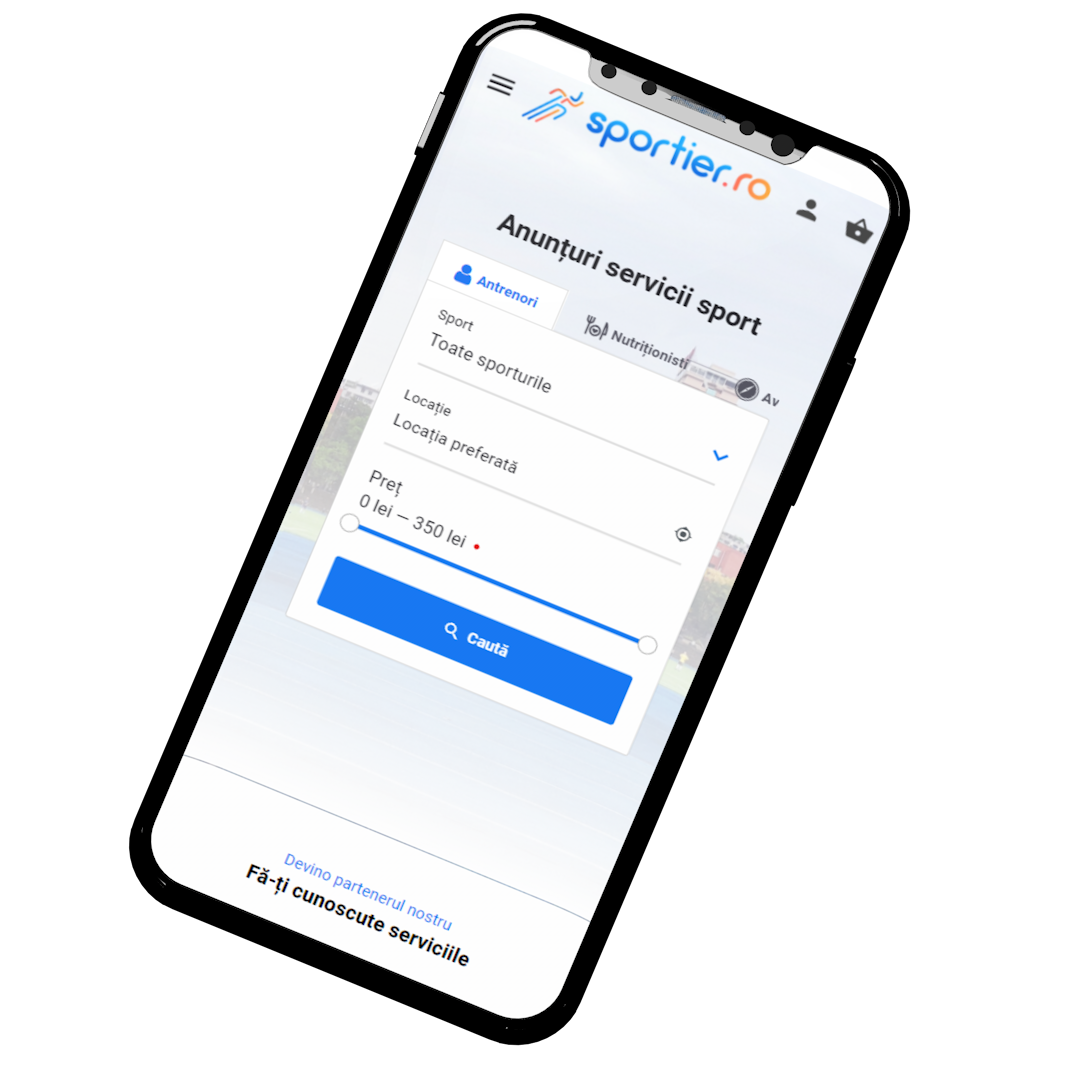 sportier.ro
Anunțuri servicii sport
Antrenori
Nutriționisti
Av
Sport
Toate sporturile
Locație
Locația preferată
Preț
0 lei — 350 lei
Caută
Devino partenerul nostru
Fă-ți cunoscute serviciile